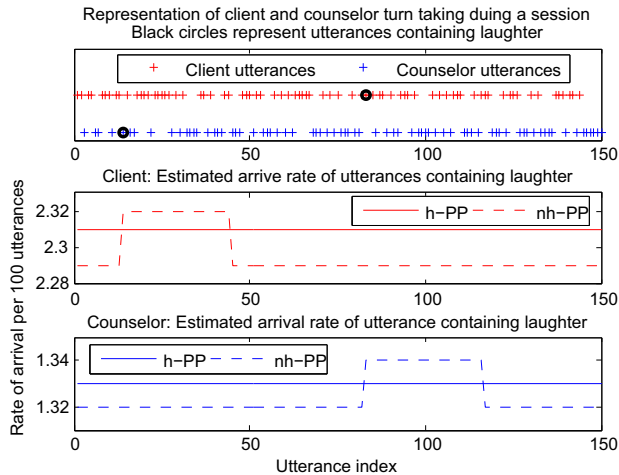 Representation of client and counselor turn taking duing a session
Black circles represent utterances containing laughter
Client utterances
Counselor utterances
0
50
100
150
Client: Estimated arrive rate of utterances containing laughter
2.32
2.3
2.28
h−PP
nh−PP
0
50
100
150
Counselor: Estimated arrival rate of utterance containing laughter
1.34
1.32
h−PP
nh−PP
0
50
100
150
Rate of arrival per 100 utterances
Utterance index